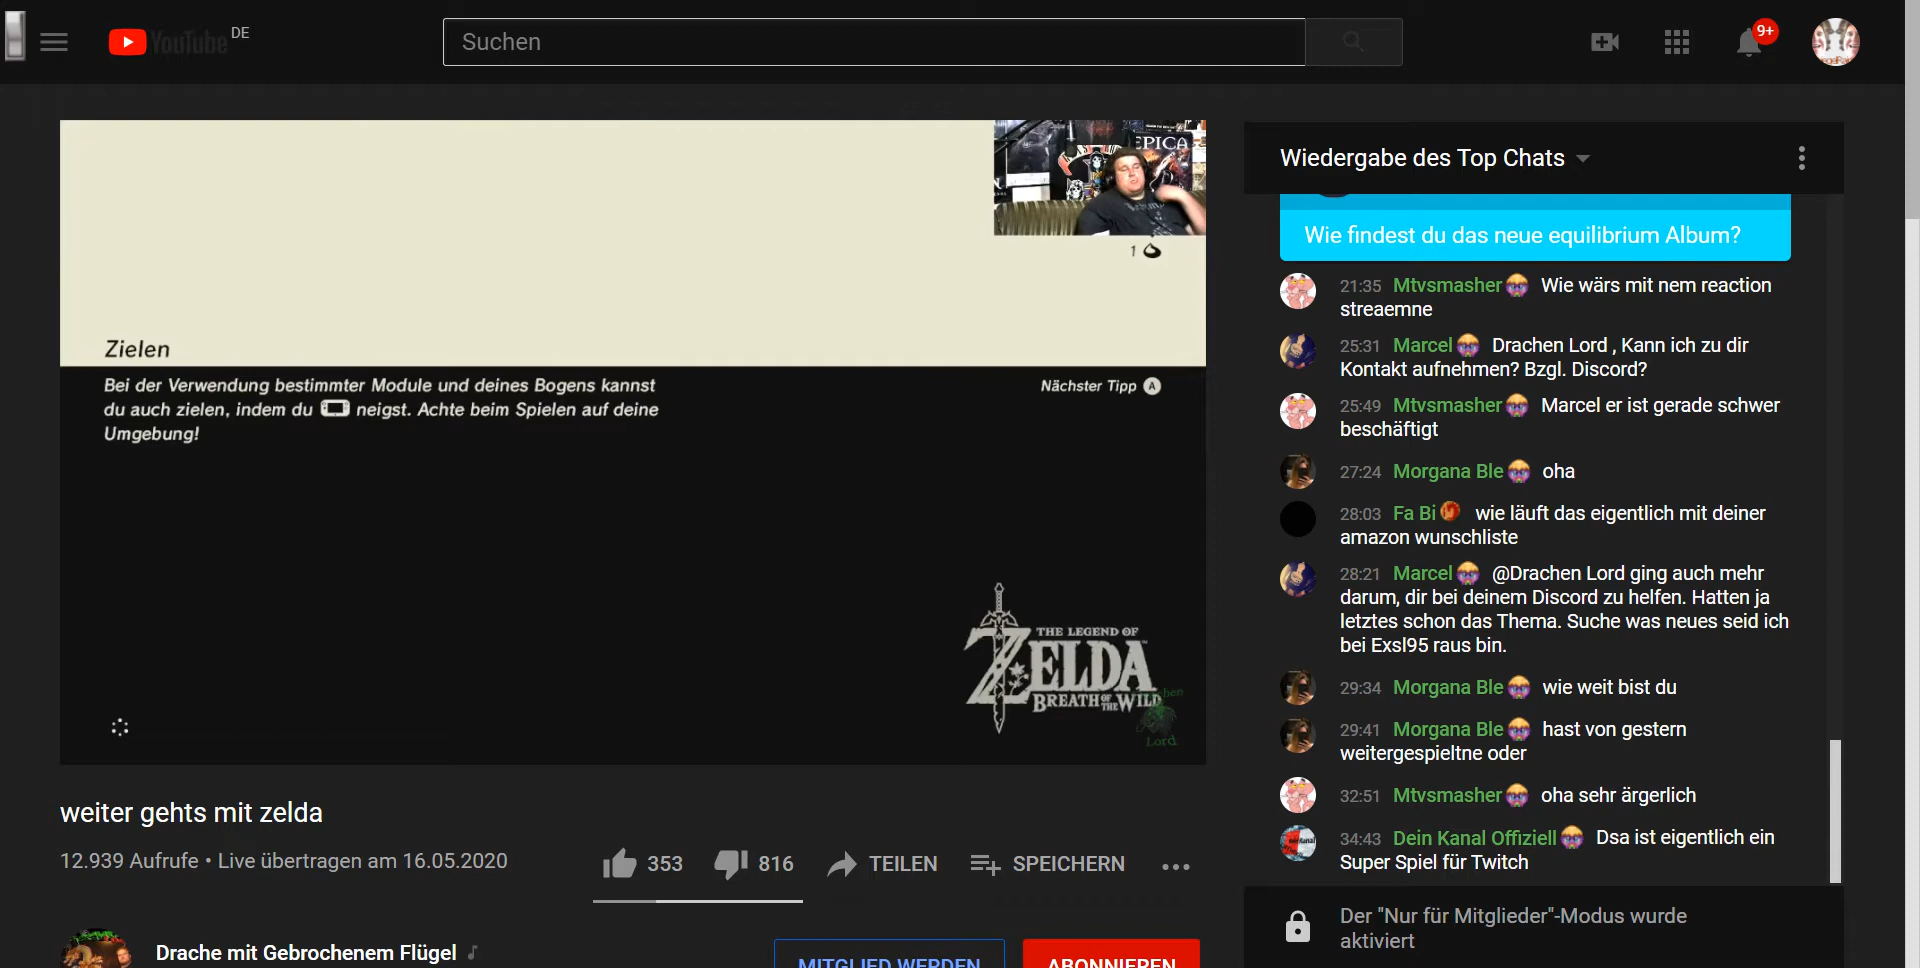 YouTube DE
Suchen
9+
EPICA
1
Zielen
Bei der Verwendung bestimmter Module und deines Bogens kannst
du auch zielen, indem du neigst. Achte beim Spielen auf deine
Umgebung!
Nächster Tipp A
THE LEGEND OF
ZELDA
BREATH OF THE WILD
Lord
weiter gehts mit zelda
12.939 Aufrufe • Live übertragen am 16.05.2020
353 816 TEILEN SPEICHERN
Drache mit Gebrochenem Flügel
MITGLIED WERDEN
ABONNIEREN
Wiedergabe des Top Chats
Wie findest du das neue equilibrium Album?
21:35 Mtvsmasher Wie wärs mit nem reaction
streaemne
25:31 Marcel Drachen Lord , Kann ich zu dir
Kontakt aufnehmen? Bzgl. Discord?
25:49 Mtvsmasher Marcel er ist gerade schwer
beschäftigt
27:24 Morgana Ble oha
28:03 Fa Bi wie läuft das eigentlich mit deiner
amazon wunschliste
28:21 Marcel @Drachen Lord ging auch mehr
darum, dir bei deinem Discord zu helfen. Hatten ja
letztes schon das Thema. Suche was neues seid ich
bei Exsl95 raus bin.
29:34 Morgana Ble wie weit bist du
29:41 Morgana Ble hast von gestern
weitergespieltne oder
32:51 Mtvsmasher oha sehr ärgerlich
34:43 Dein Kanal Offiziell Dsa ist eigentlich ein
Super Spiel für Twitch
Der "Nur für Mitglieder"-Modus wurde
aktiviert